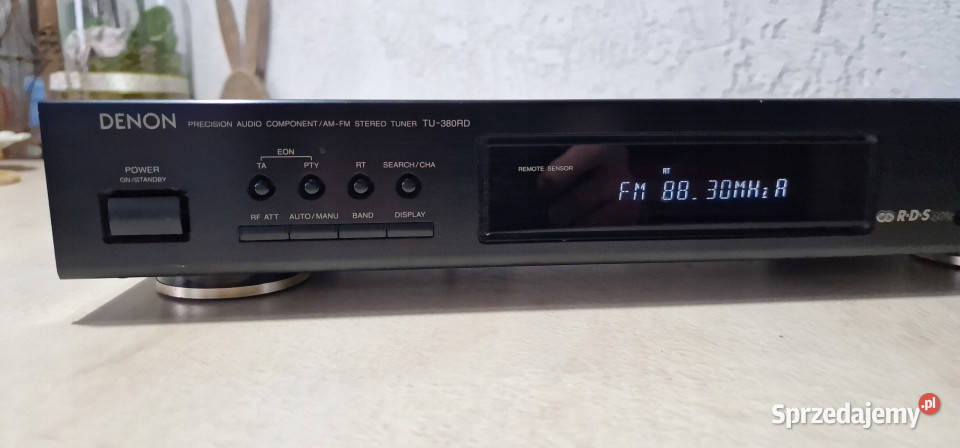 DENON PRECISION AUDIO COMPONENT/AM-FM STEREO TUNER TU-380RD
POWER
ON/STANDBY
EON
TA PTY RT SEARCH/CHA
RF ATT AUTO/MANU BAND DISPLAY
REMOTE SENSOR
RT
FM 88.30MHz A
R·D·S
Sprzedajemy.pl